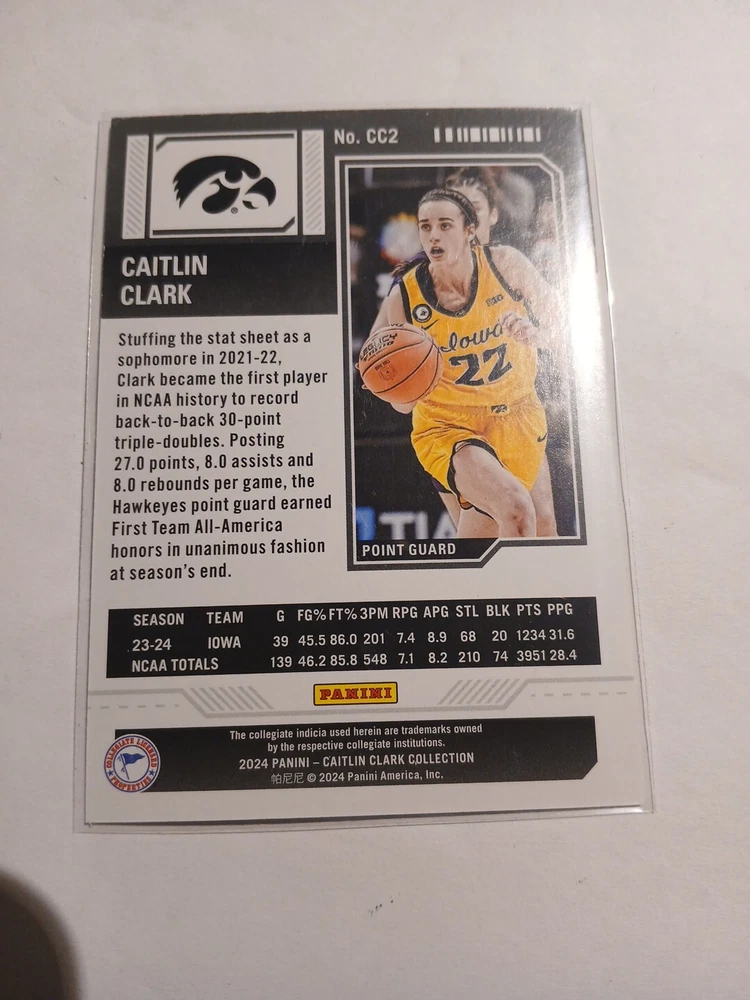 No. CC2
CAITLIN
CLARK
Stuffing the stat sheet as a
sophomore in 2021-22,
Clark became the first player
in NCAA history to record
back-to-back 30-point
triple-doubles. Posting
27.0 points, 8.0 assists and
8.0 rebounds per game, the
Hawkeyes point guard earned
First Team All-America
honors in unanimous fashion
at season's end.
Iowa
22
POINT GUARD
SEASON TEAM G FG% FT% 3PM RPG APG STL BLK PTS PPG
23-24 IOWA 39 45.5 86.0 201 7.4 8.9 68 20 1234 31.6
NCAA TOTALS 139 46.2 85.8 548 7.1 8.2 210 74 3951 28.4
PANINI
The collegiate indicia used herein are trademarks owned
by the respective collegiate institutions.
2024 PANINI – CAITLIN CLARK COLLECTION
帕尼尼 © 2024 Panini America, Inc.
COLLEGIATE LICENSED
PROPERTIES